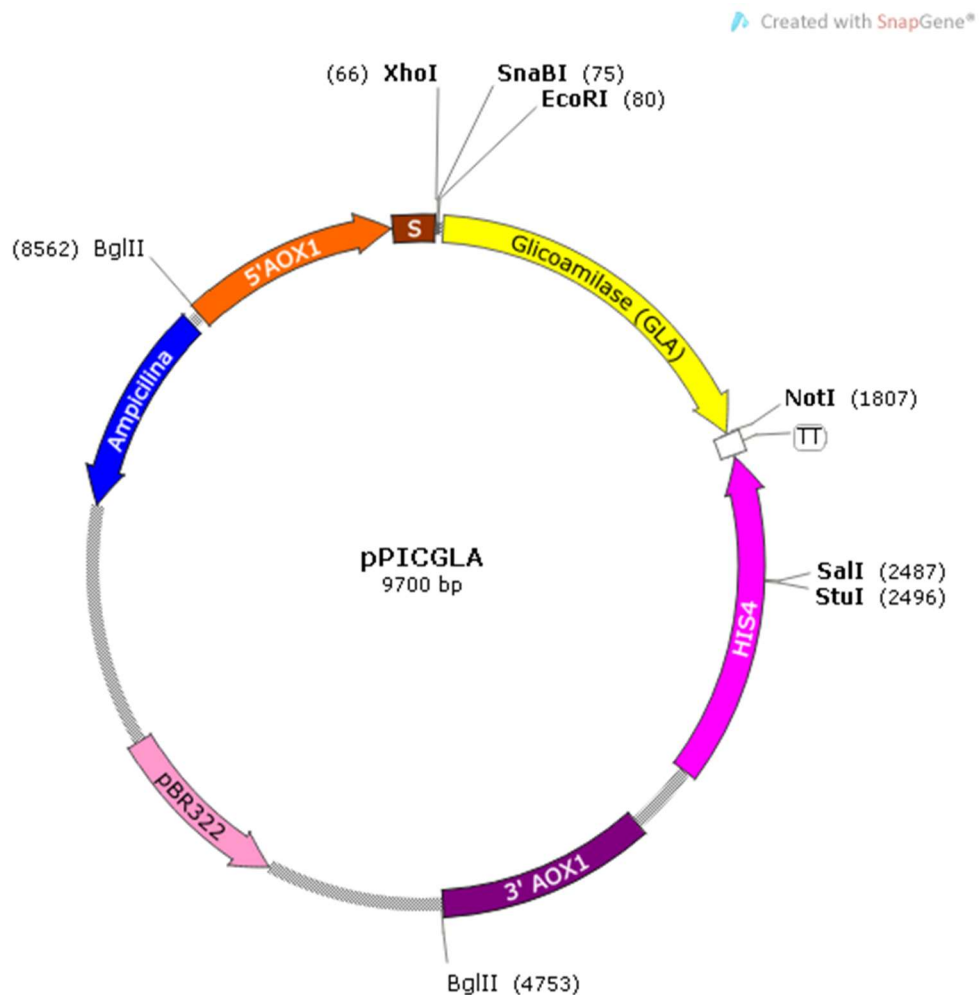 Created with SnapGene®
(66) XhoI
SnaBI (75)
EcoRI (80)
(8562) BglII
5'AOX1
S
Glicoamilase (GLA)
Ampicilina
NotI (1807)
TT
pPICGLA
9700 bp
SalI (2487)
StuI (2496)
HIS4
pBR322
3' AOX1
BglII (4753)